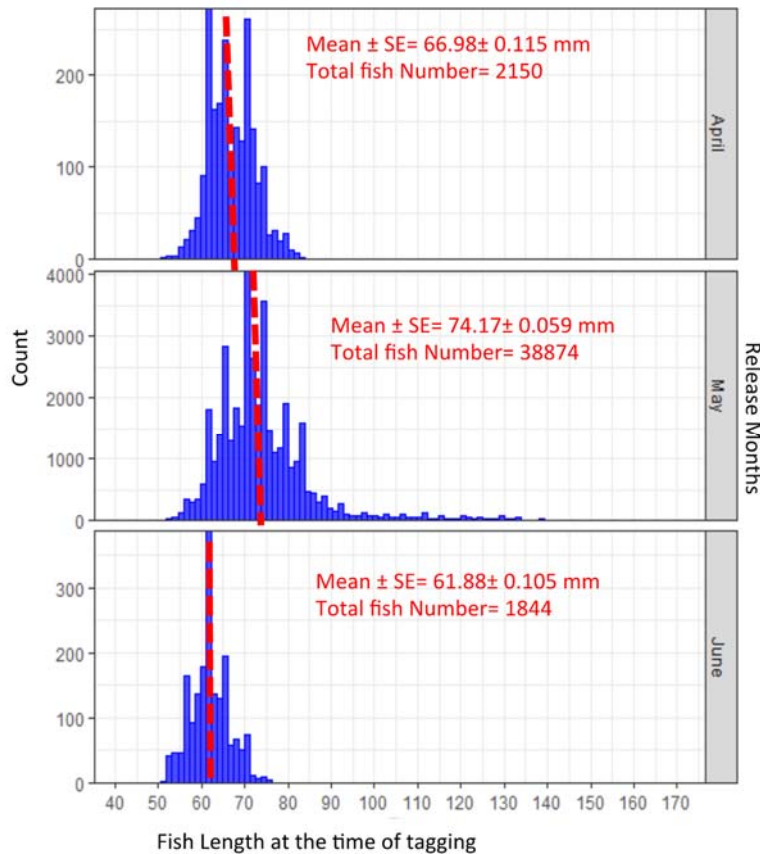 Mean ± SE= 66.98± 0.115 mm
Total fish Number= 2150
200
100
0
April
Mean ± SE= 74.17± 0.059 mm
Total fish Number= 38874
4000
3000
2000
1000
0
May
Count
Release Months
Mean ± SE= 61.88± 0.105 mm
Total fish Number= 1844
300
200
100
0
June
40 50 60 70 80 90 100 110 120 130 140 150 160 170
Fish Length at the time of tagging